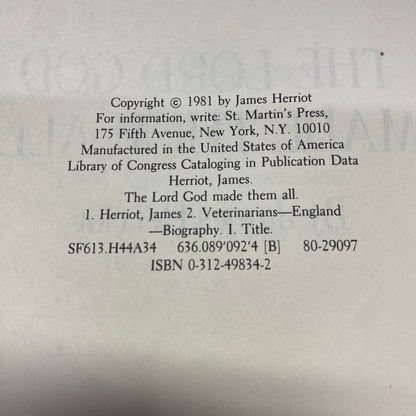 Copyright © 1981 by James Herriot
For information, write: St. Martin's Press,
175 Fifth Avenue, New York, N.Y. 10010
Manufactured in the United States of America
Library of Congress Cataloging in Publication Data
Herriot, James.
The Lord God made them all.
1. Herriot, James 2. Veterinarians—England
—Biography. I. Title.
SF613.H44A34 636.089'092'4 [B] 80-29097
ISBN 0-312-49834-2